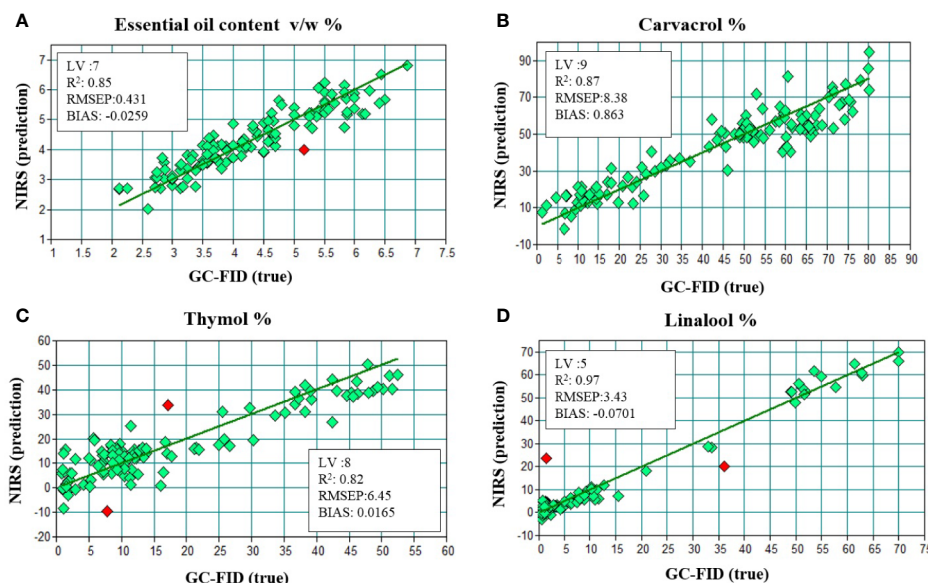 A
Essential oil content v/w %
LV :7
R²: 0.85
RMSEP:0.431
BIAS: -0.0259
NIRS (prediction)
7
6
5
4
3
2
1
1 2.5 3 3.5 4 4.5 5 5.5 6 6.5 7 7.5
GC-FID (true)
B
Carvacrol %
LV :9
R²: 0.87
RMSEP:8.38
BIAS: 0.863
NIRS (prediction)
90
70
50
30
10
-10
0 5 10 15 20 25 30 35 40 45 50 55 60 65 70 75 80 85 90
GC-FID (true)
C
Thymol %
LV :8
R²: 0.82
RMSEP:6.45
BIAS: 0.0165
NIRS (prediction)
60
50
40
30
20
10
0
-10
-20
0 5 10 15 20 25 30 35 40 45 50 55 60
GC-FID (true)
D
Linalool %
LV :5
R²: 0.97
RMSEP:3.43
BIAS: -0.0701
NIRS (prediction)
70
60
50
40
30
20
10
0
-10
0 5 10 15 20 25 30 35 40 45 50 55 60 65 70 75
GC-FID (true)